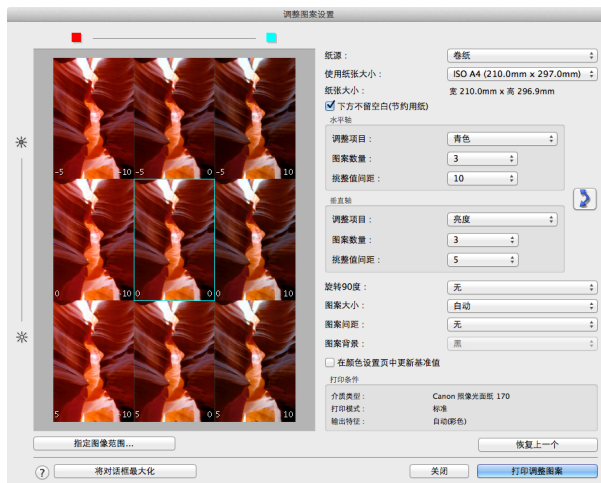 调整图案设置
纸源： 卷纸
使用纸张大小： ISO A4 (210.0mm x 297.0mm)
纸张大小： 宽 210.0mm x 高 296.9mm
下方不留空白(节约用纸)
水平轴
调整项目： 青色
图案数量： 3
挑整值间距： 10
垂直轴
调整项目： 亮度
图案数量： 3
挑整值间距： 5
旋转90度： 无
图案大小： 自动
图案间距： 无
图案背景： 黑
在颜色设置页中更新基准值
打印条件
介质类型： Canon 照像光面纸 170
打印模式： 标准
输出特征： 自动(彩色)
-5 -10 -5 0 -5 10
0 -10 0 0 0 10
5 -10 5 0 5 10
指定图像范围... 恢复上一个
? 将对话框最大化 关闭 打印调整图案